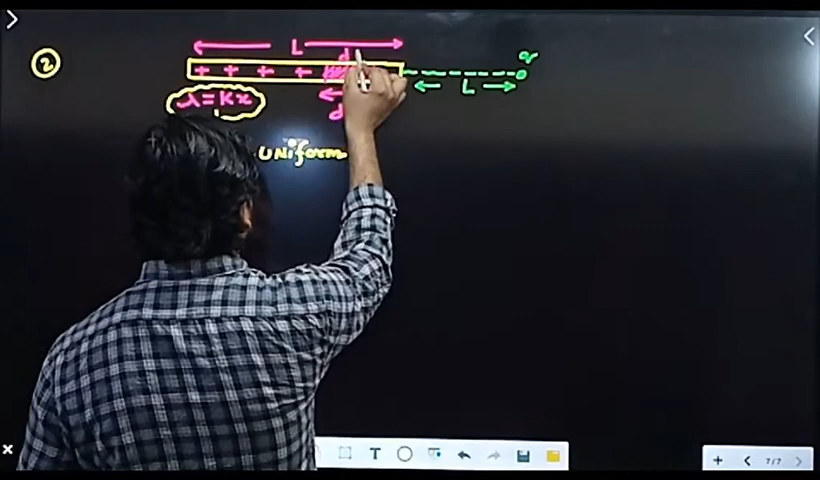 2
L
d
q
+ + + +
L
λ = Kx
d
UNiform
T
7/7